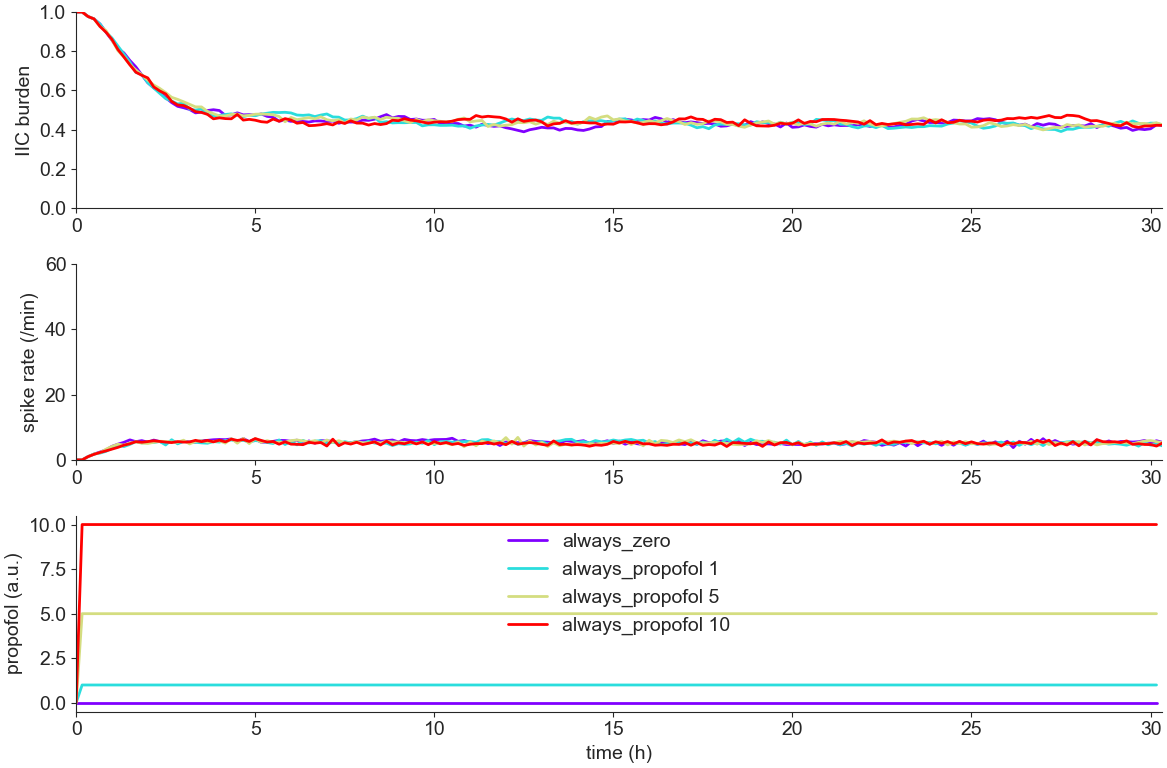 1.0
0.8
0.6
0.4
0.2
0.0
IIC burden
0 5 10 15 20 25 30
60
40
20
0
spike rate (/min)
0 5 10 15 20 25 30
10.0
7.5
5.0
2.5
0.0
propofol (a.u.)
always_zero
always_propofol 1
always_propofol 5
always_propofol 10
0 5 10 15 20 25 30
time (h)